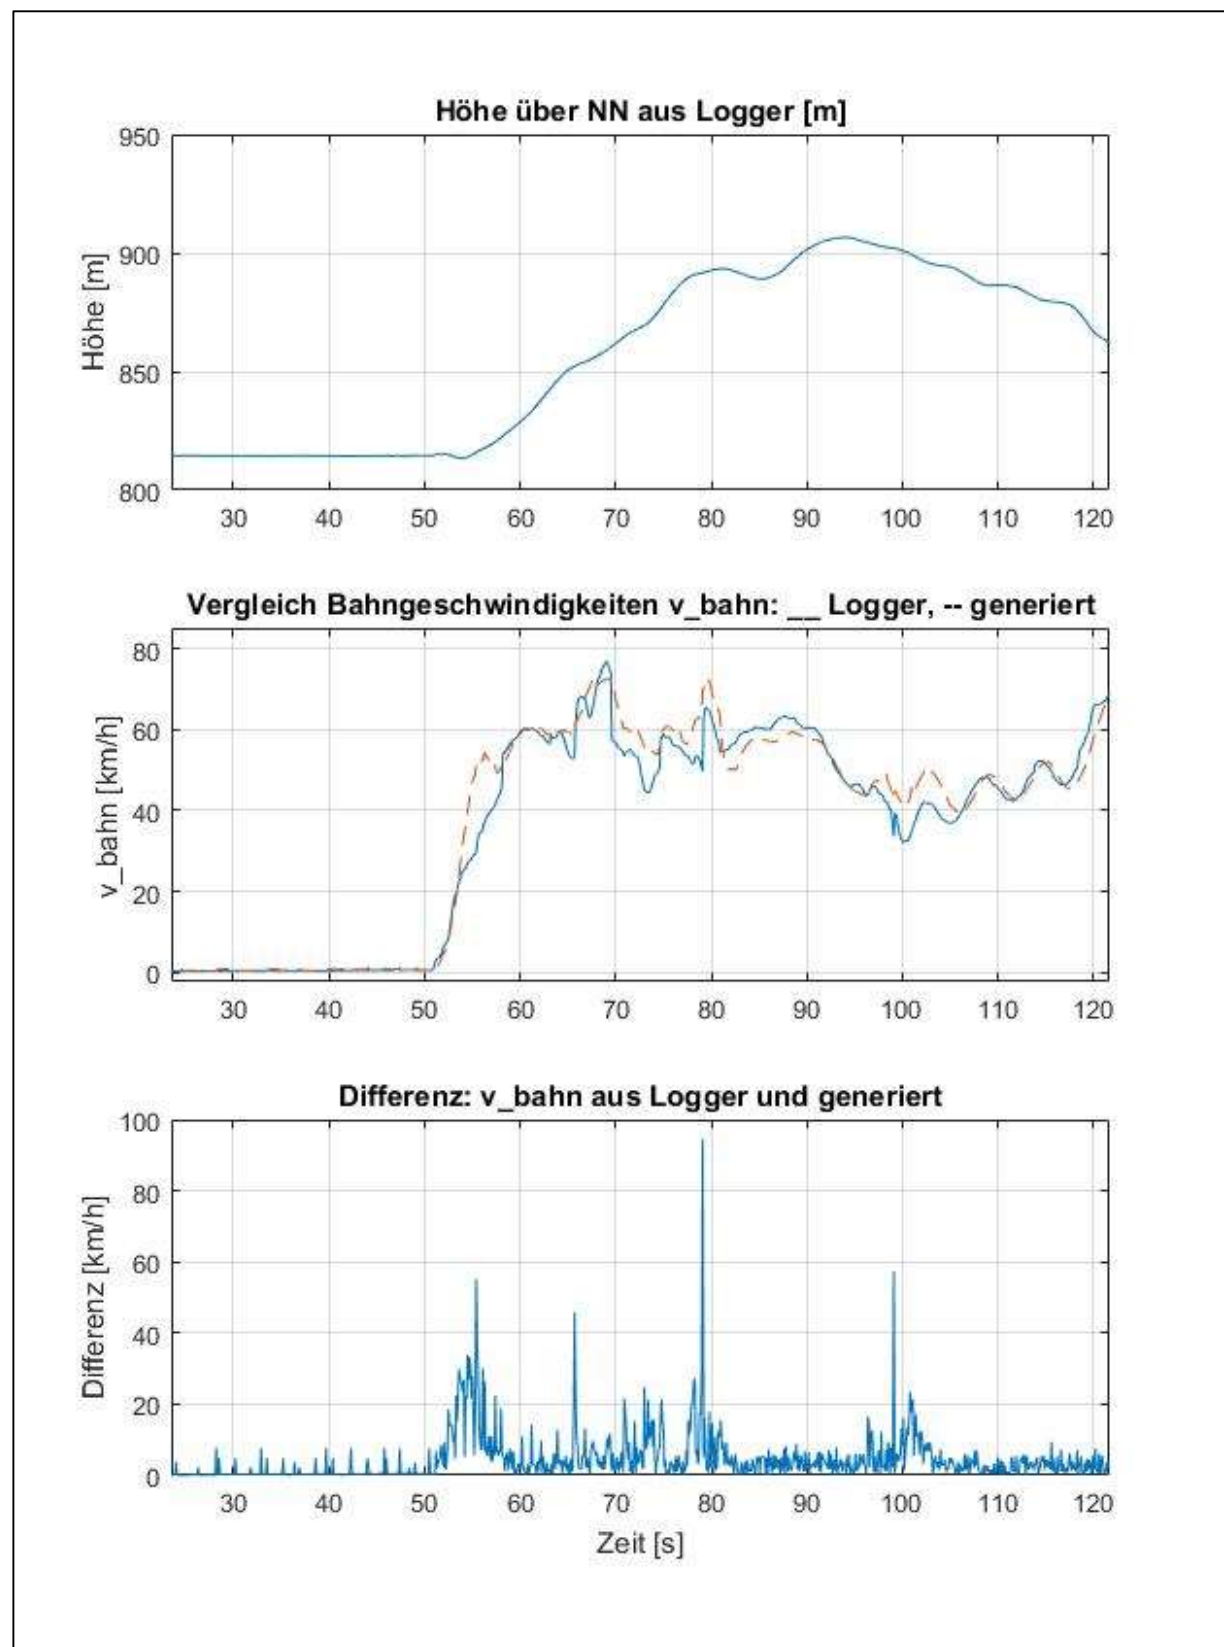 Höhe über NN aus Logger [m]
950
900
850
800
Höhe [m]
30 40 50 60 70 80 90 100 110 120
Vergleich Bahngeschwindigkeiten v_bahn: __ Logger, -- generiert
80
60
40
20
0
v_bahn [km/h]
30 40 50 60 70 80 90 100 110 120
Differenz: v_bahn aus Logger und generiert
100
80
60
40
20
0
Differenz [km/h]
30 40 50 60 70 80 90 100 110 120
Zeit [s]